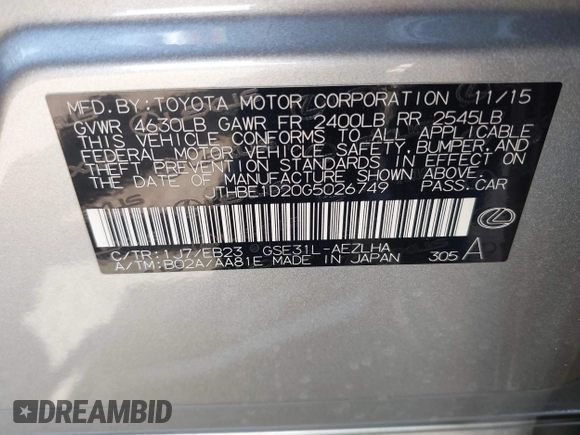 MFD.BY:TOYOTA MOTOR CORPORATION 11/15
GVWR 4630LB GAWR FR 2400LB RR 2545LB
THIS VEHICLE CONFORMS TO ALL APPLICABLE
FEDERAL MOTOR VEHICLE SAFETY,BUMPER,AND
THEFT PREVENTION STANDARDS IN EFFECT ON
THE DATE OF MANUFACTURE SHOWN ABOVE.
JTHBE1D20G5026749 PASS.CAR
C/TR:1J7/EB23 GSE31L-AEZLHA
A/TM:B02A/AA81E MADE IN JAPAN 305 A
DREAMBID